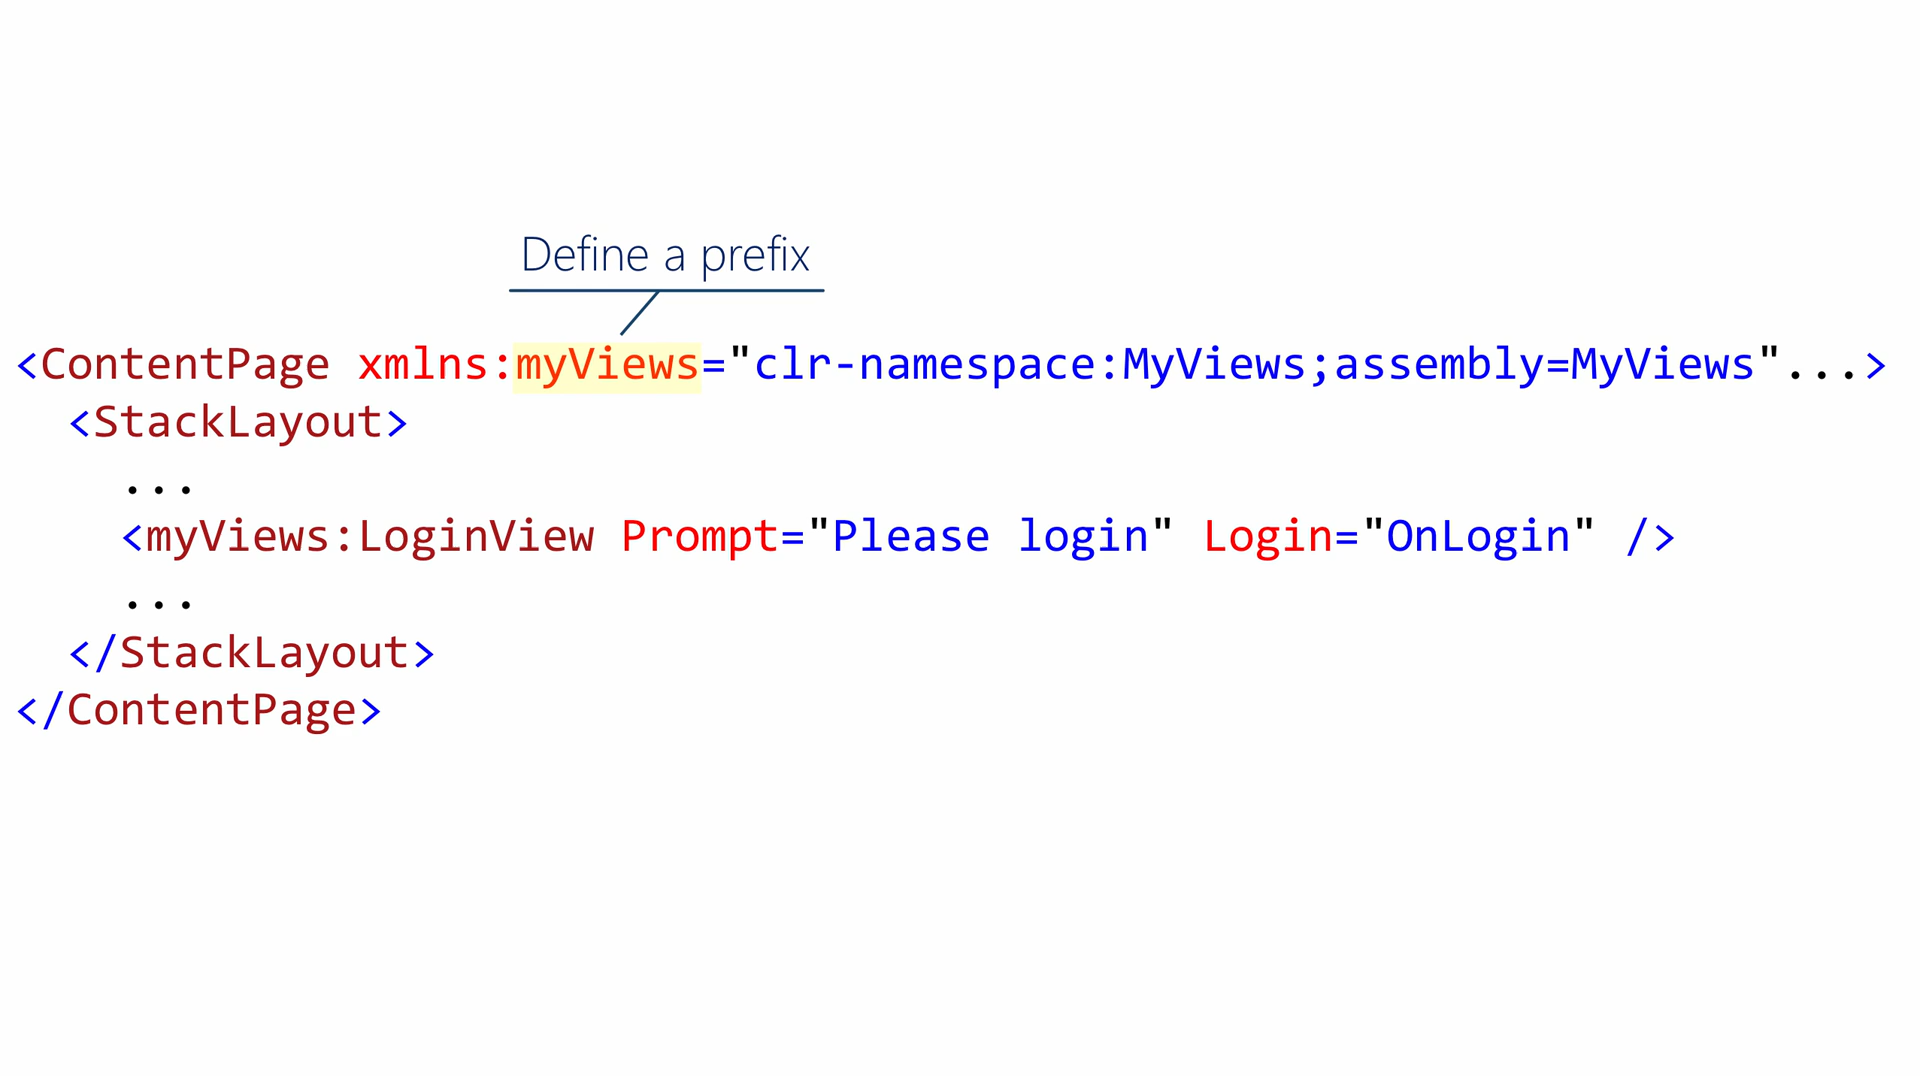 Define a prefix
<ContentPage xmlns:myViews="clr-namespace:MyViews;assembly=MyViews"...>
<StackLayout>
...
<myViews:LoginView Prompt="Please login" Login="OnLogin" />
...
</StackLayout>
</ContentPage>